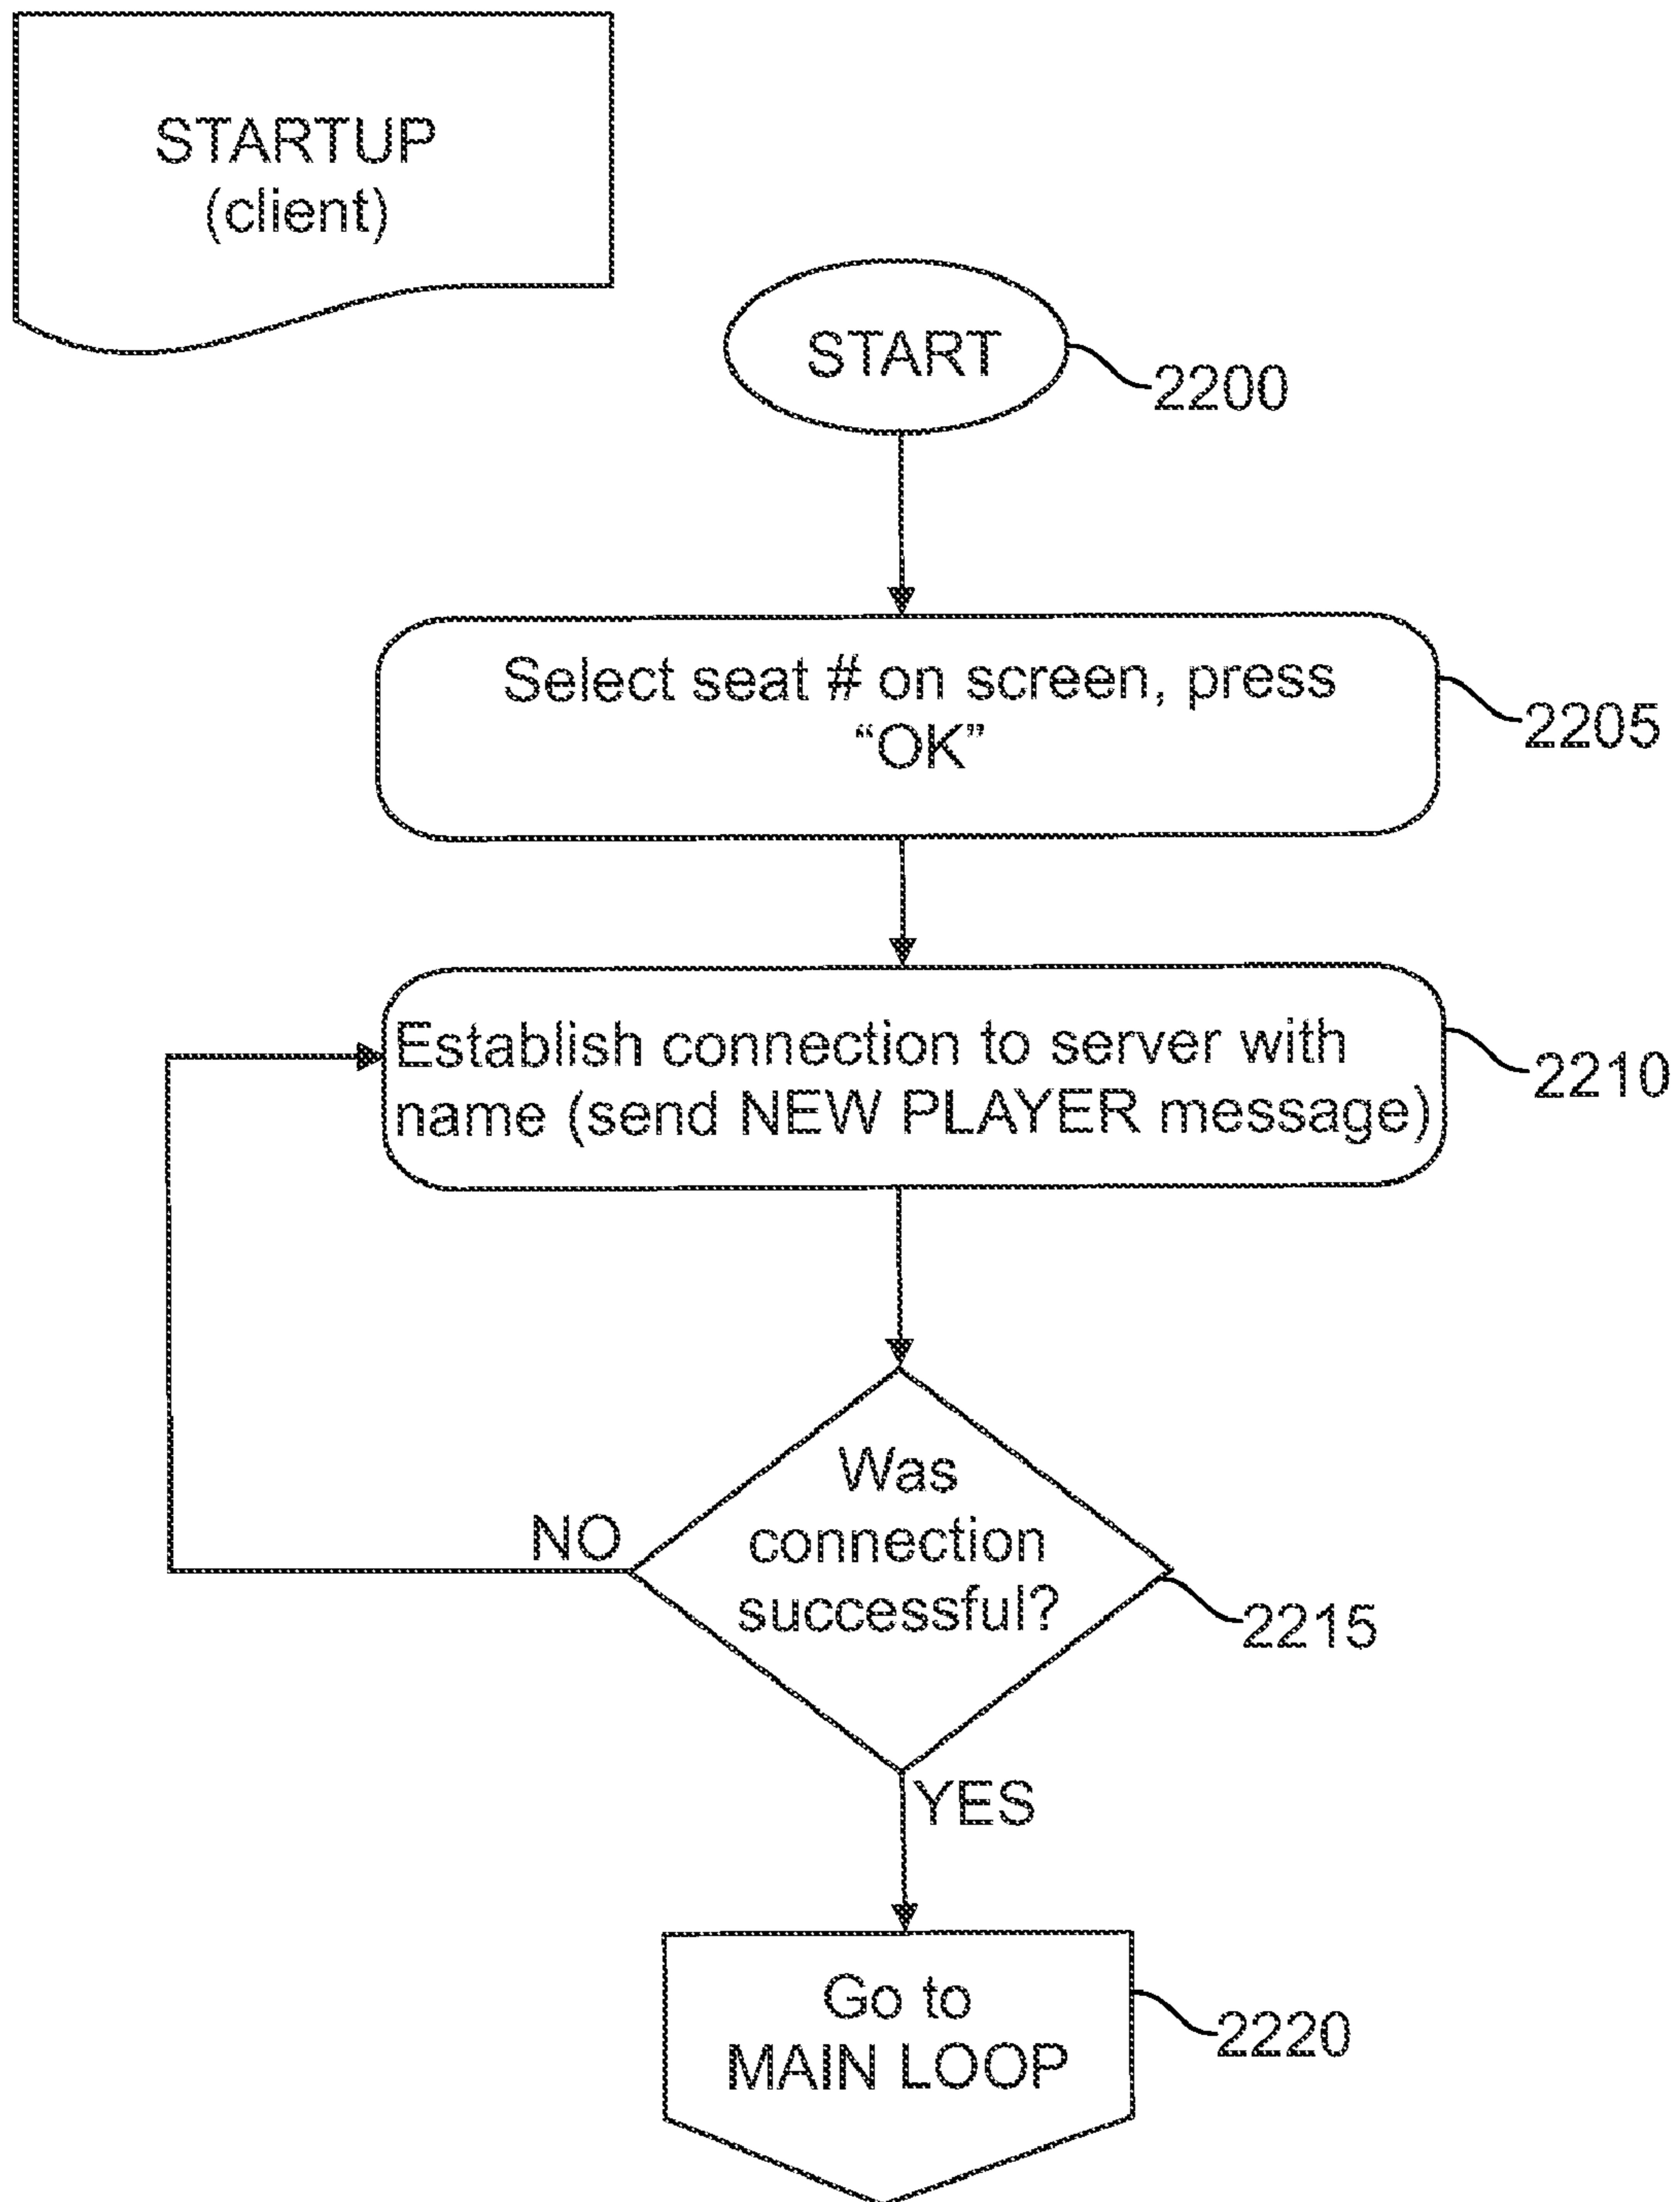 STARTUP
(client)
START
2200
Select seat # on screen, press
“OK”
2205
Establish connection to server with
name (send NEW PLAYER message)
2210
Was
connection
successful?
NO
2215
YES
Go to
MAIN LOOP
2220